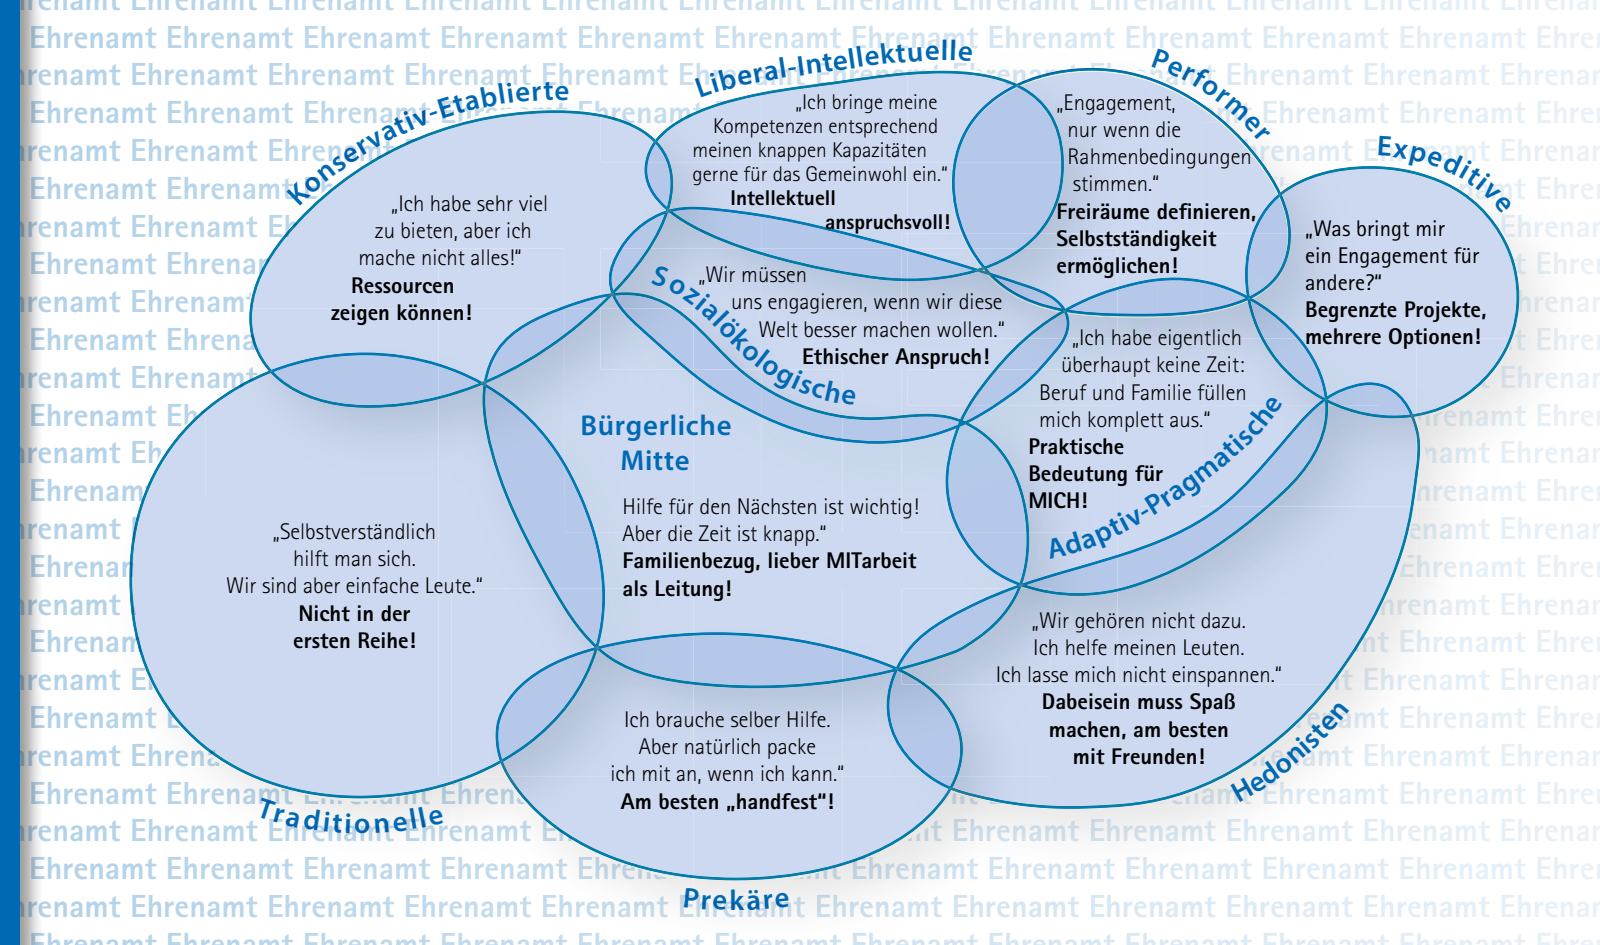 Konservativ-Etablierte
„Ich habe sehr viel
zu bieten, aber ich
mache nicht alles!“
Ressourcen
zeigen können!
Liberal-Intellektuelle
„Ich bringe meine
Kompetenzen entsprechend
meinen knappen Kapazitäten
gerne für das Gemeinwohl ein.“
Intellektuell
anspruchsvoll!
Performer
„Engagement,
nur wenn die
Rahmenbedingungen
stimmen.“
Freiräume definieren,
Selbstständigkeit
ermöglichen!
Expeditive
„Was bringt mir
ein Engagement für
andere?“
Begrenzte Projekte,
mehrere Optionen!
Sozialökologische
„Wir müssen
uns engagieren, wenn wir diese
Welt besser machen wollen.“
Ethischer Anspruch!
„Ich habe eigentlich
überhaupt keine Zeit:
Beruf und Familie füllen
mich komplett aus.“
Praktische
Bedeutung für
MICH!
Adaptiv-Pragmatische
Bürgerliche
Mitte
Hilfe für den Nächsten ist wichtig!
Aber die Zeit ist knapp.“
Familienbezug, lieber MITarbeit
als Leitung!
„Selbstverständlich
hilft man sich.
Wir sind aber einfache Leute.“
Nicht in der
ersten Reihe!
Traditionelle
„Wir gehören nicht dazu.
Ich helfe meinen Leuten.
Ich lasse mich nicht einspannen.“
Dabeisein muss Spaß
machen, am besten
mit Freunden!
Hedonisten
Ich brauche selber Hilfe.
Aber natürlich packe
ich mit an, wenn ich kann.“
Am besten „handfest“!
Prekäre